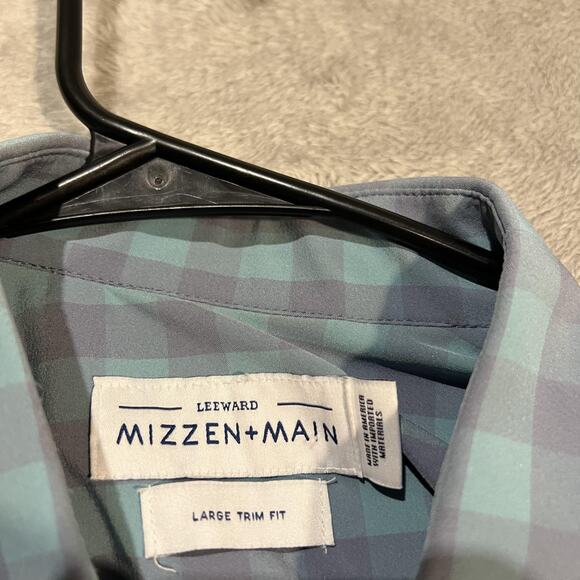 LEEWARD
MIZZEN+MAIN
MADE IN AMERICA
WITH IMPORTED
MATERIALS
LARGE TRIM FIT